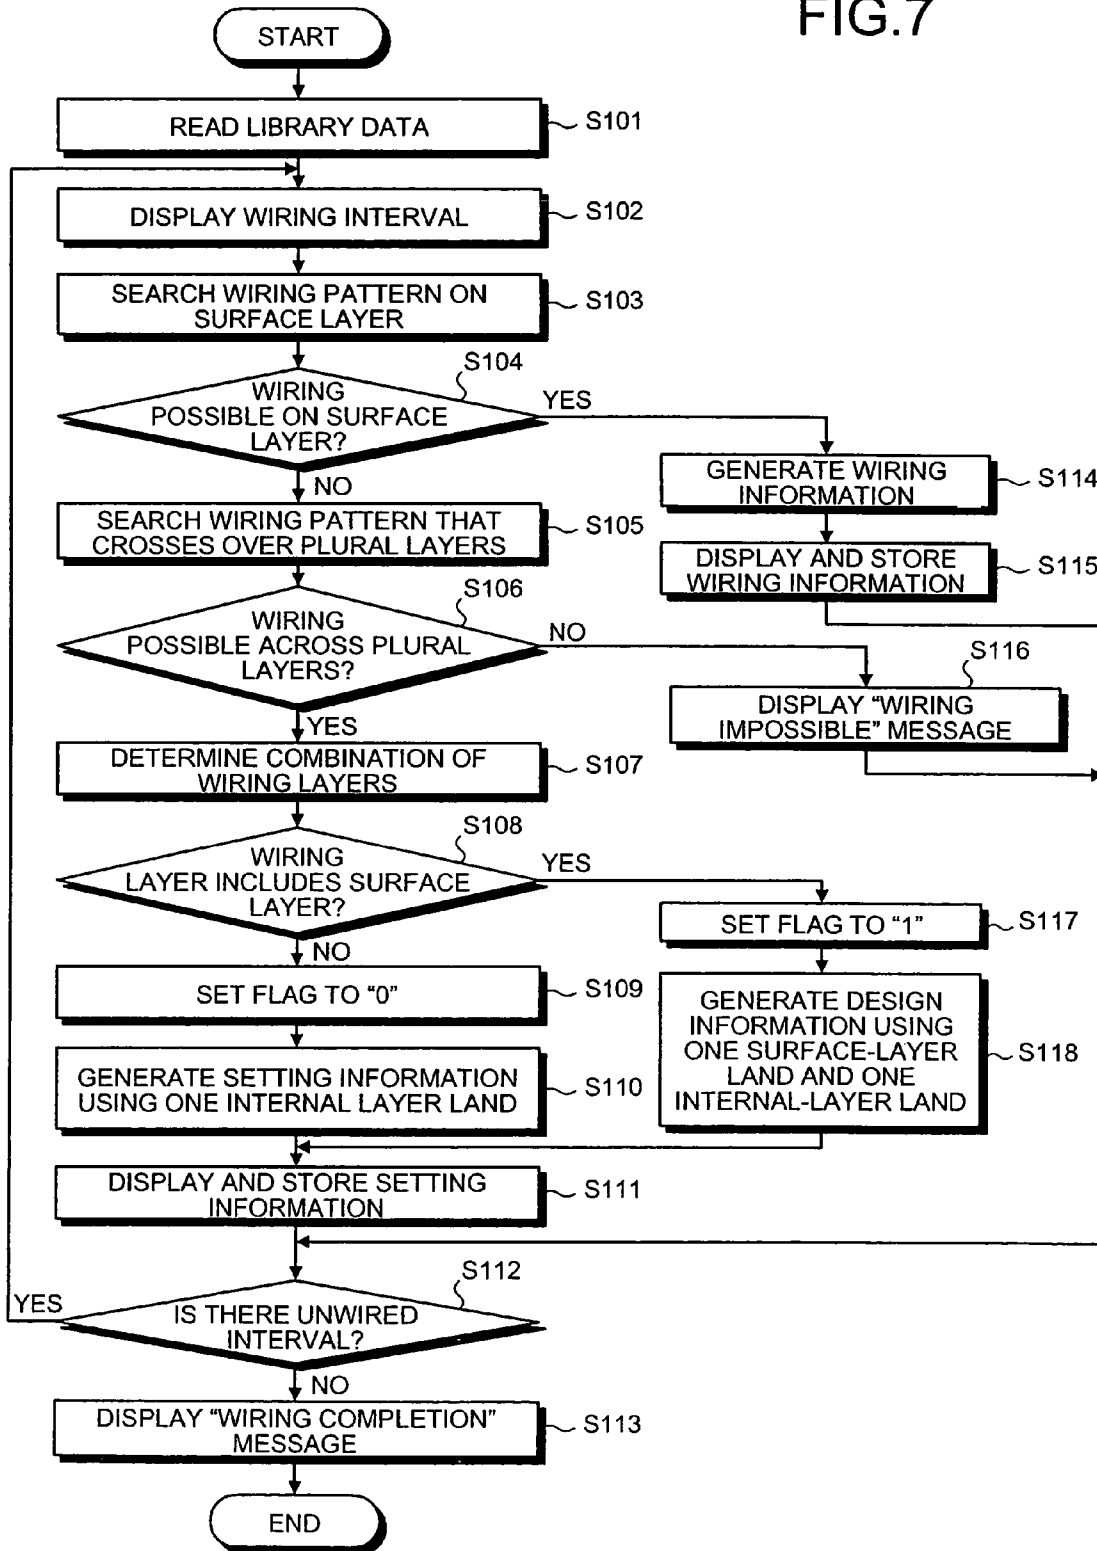 FIG.7
START
READ LIBRARY DATA
S101
DISPLAY WIRING INTERVAL
S102
SEARCH WIRING PATTERN ON
SURFACE LAYER
S103
S104
WIRING
POSSIBLE ON SURFACE
LAYER?
YES
NO
GENERATE WIRING
INFORMATION
S114
SEARCH WIRING PATTERN THAT
CROSSES OVER PLURAL LAYERS
S105
DISPLAY AND STORE
WIRING INFORMATION
S115
S106
WIRING
POSSIBLE ACROSS PLURAL
LAYERS?
NO
YES
S116
DISPLAY “WIRING
IMPOSSIBLE” MESSAGE
DETERMINE COMBINATION OF
WIRING LAYERS
S107
S108
WIRING
LAYER INCLUDES SURFACE
LAYER?
YES
NO
SET FLAG TO “1”
S117
SET FLAG TO “0”
S109
GENERATE DESIGN
INFORMATION USING
ONE SURFACE-LAYER
LAND AND ONE
INTERNAL-LAYER LAND
S118
GENERATE SETTING INFORMATION
USING ONE INTERNAL LAYER LAND
S110
DISPLAY AND STORE SETTING
INFORMATION
S111
S112
YES
IS THERE UNWIRED
INTERVAL?
NO
DISPLAY “WIRING COMPLETION”
MESSAGE
S113
END